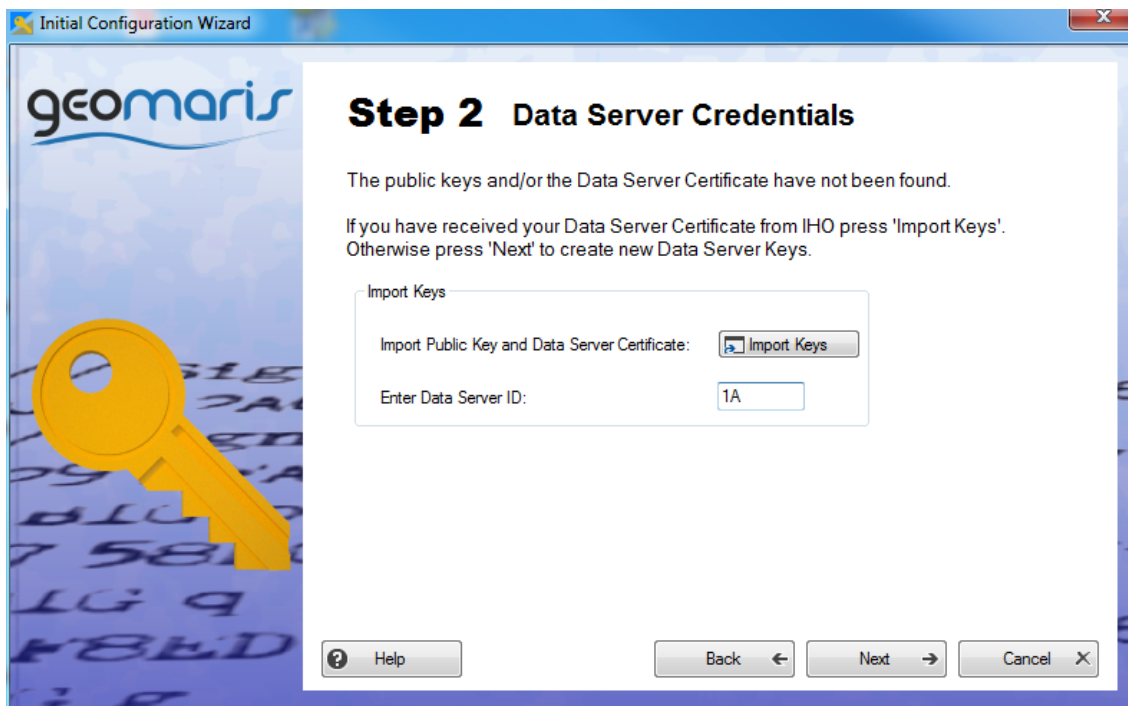 Initial Configuration Wizard
geomaris
Step 2 Data Server Credentials
The public keys and/or the Data Server Certificate have not been found.
If you have received your Data Server Certificate from IHO press 'Import Keys'.
Otherwise press 'Next' to create new Data Server Keys.
Import Keys
Import Public Key and Data Server Certificate:
Import Keys
Enter Data Server ID:
1A
Help
Back
Next
Cancel